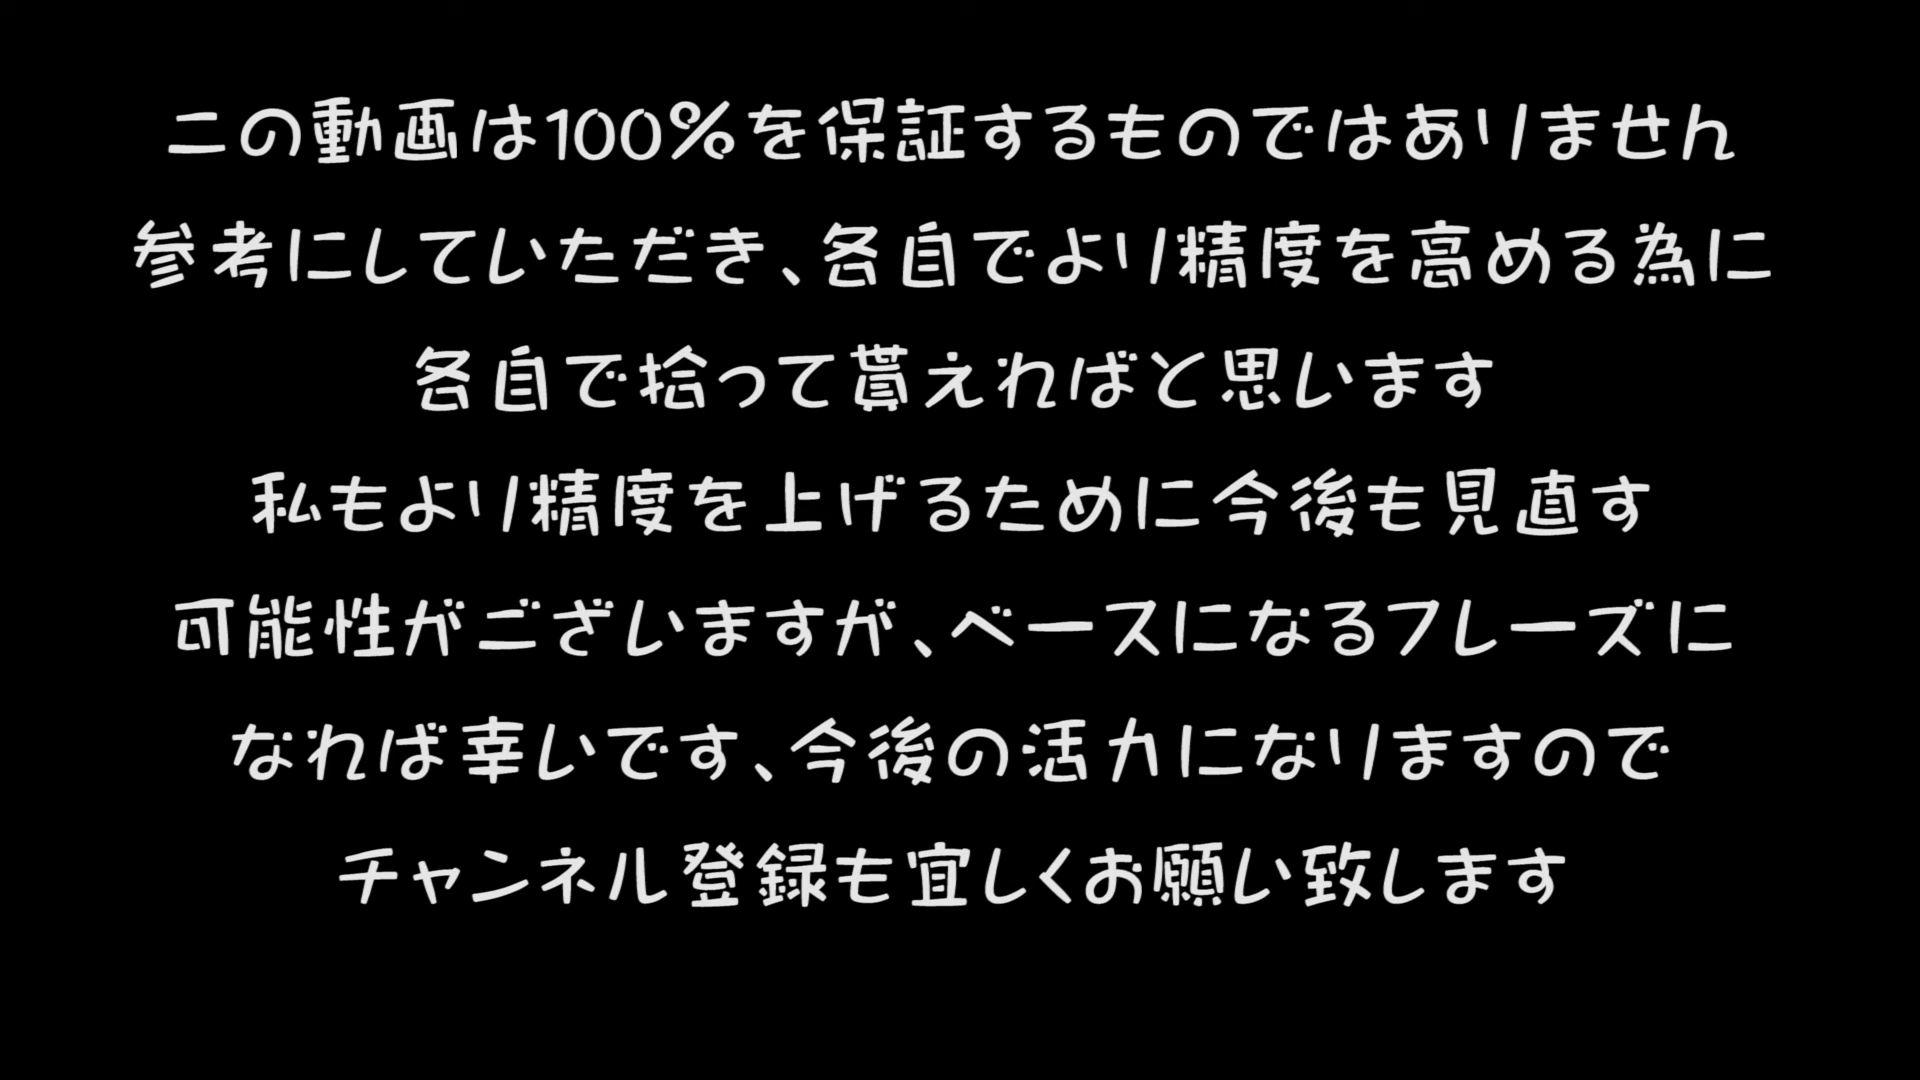 この動画は100%を保証するものではありません
参考にしていただき、各自でより精度を高める為に
各自で拾って貰えればと思います
私もより精度を上げるために今後も見直す
可能性がございますが、ベースになるフレーズに
なれば幸いです、今後の活力になりますので
チャンネル登録も宜しくお願い致します